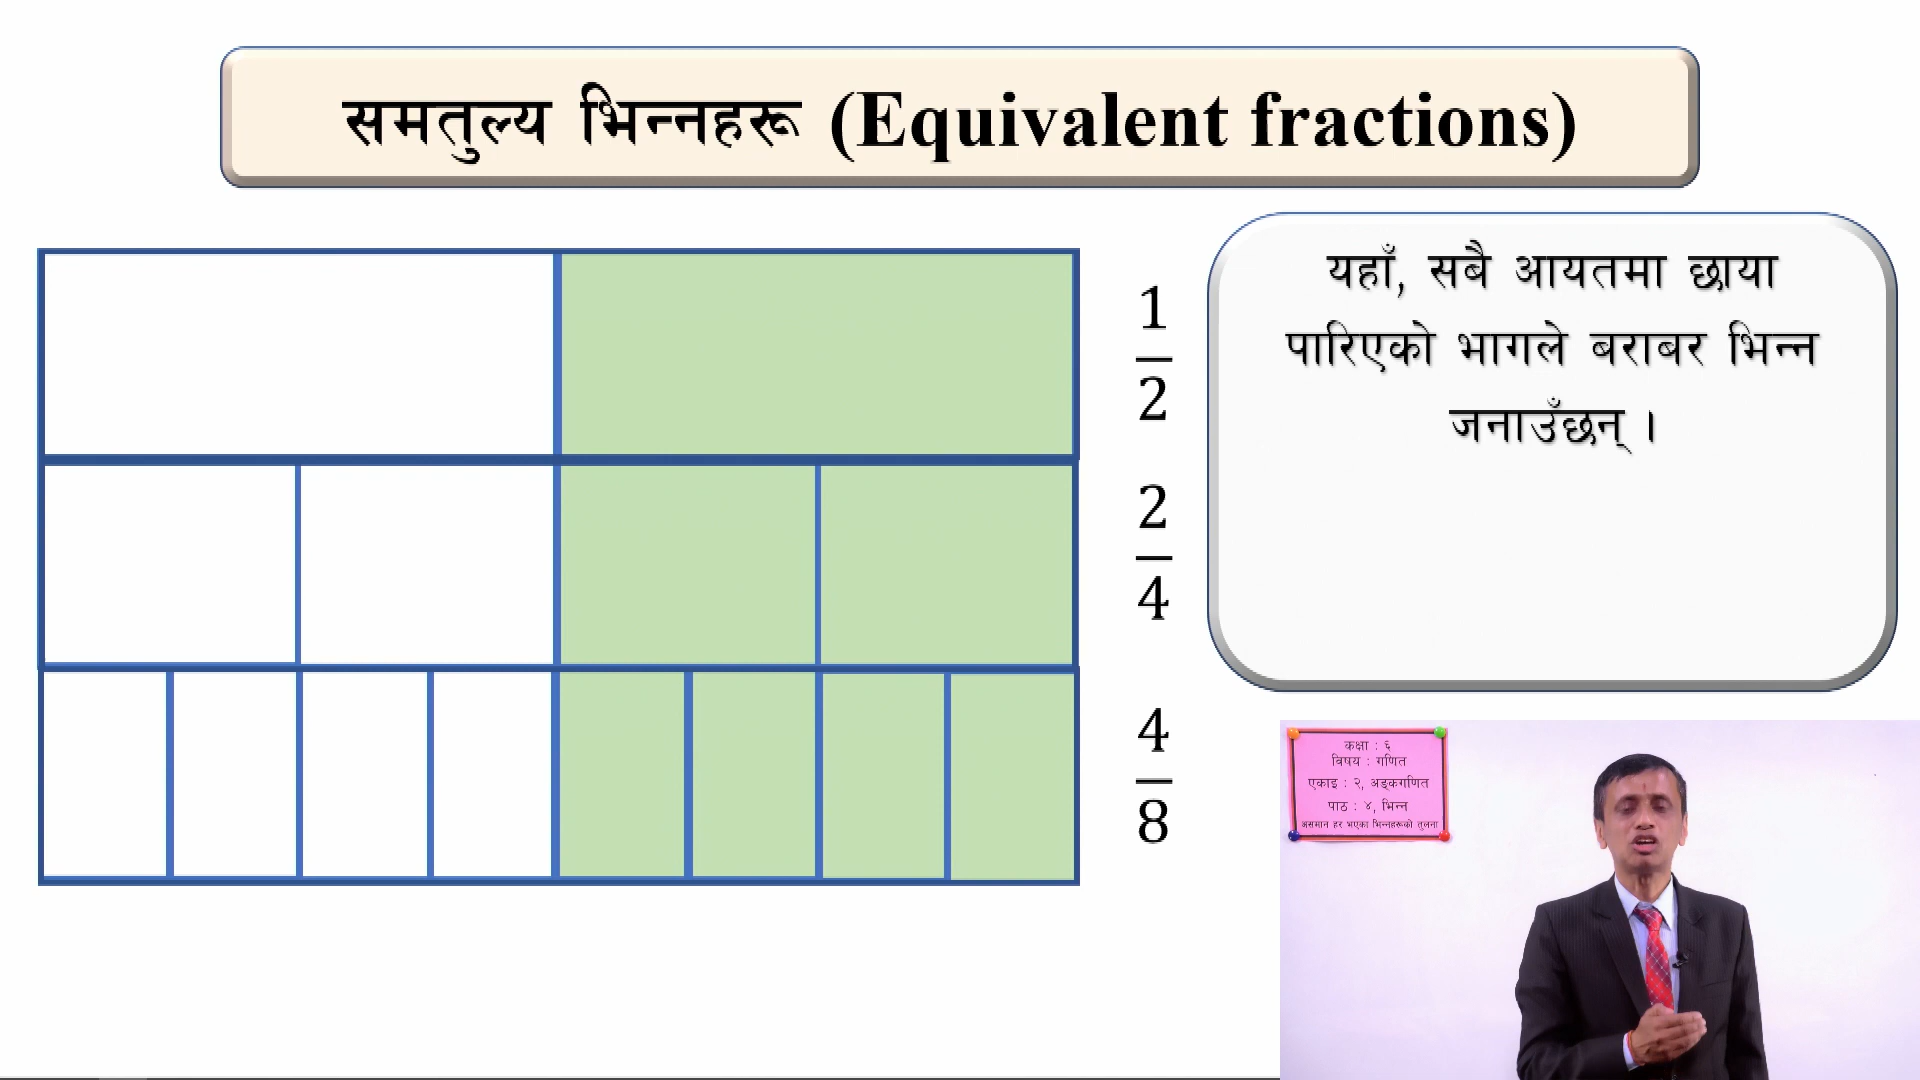 समतुल्य भिन्नहरू (Equivalent fractions)
1
2
2
4
4
8
यहाँ, सबै आयतमा छाया
पारिएको भागले बराबर भिन्न
जनाउँछन् ।
कक्षा : ६
विषय : गणित
एकाइ : २, अङ्कगणित
पाठ : ४, भिन्न
असमान हर भएका भिन्नहरूको तुलना